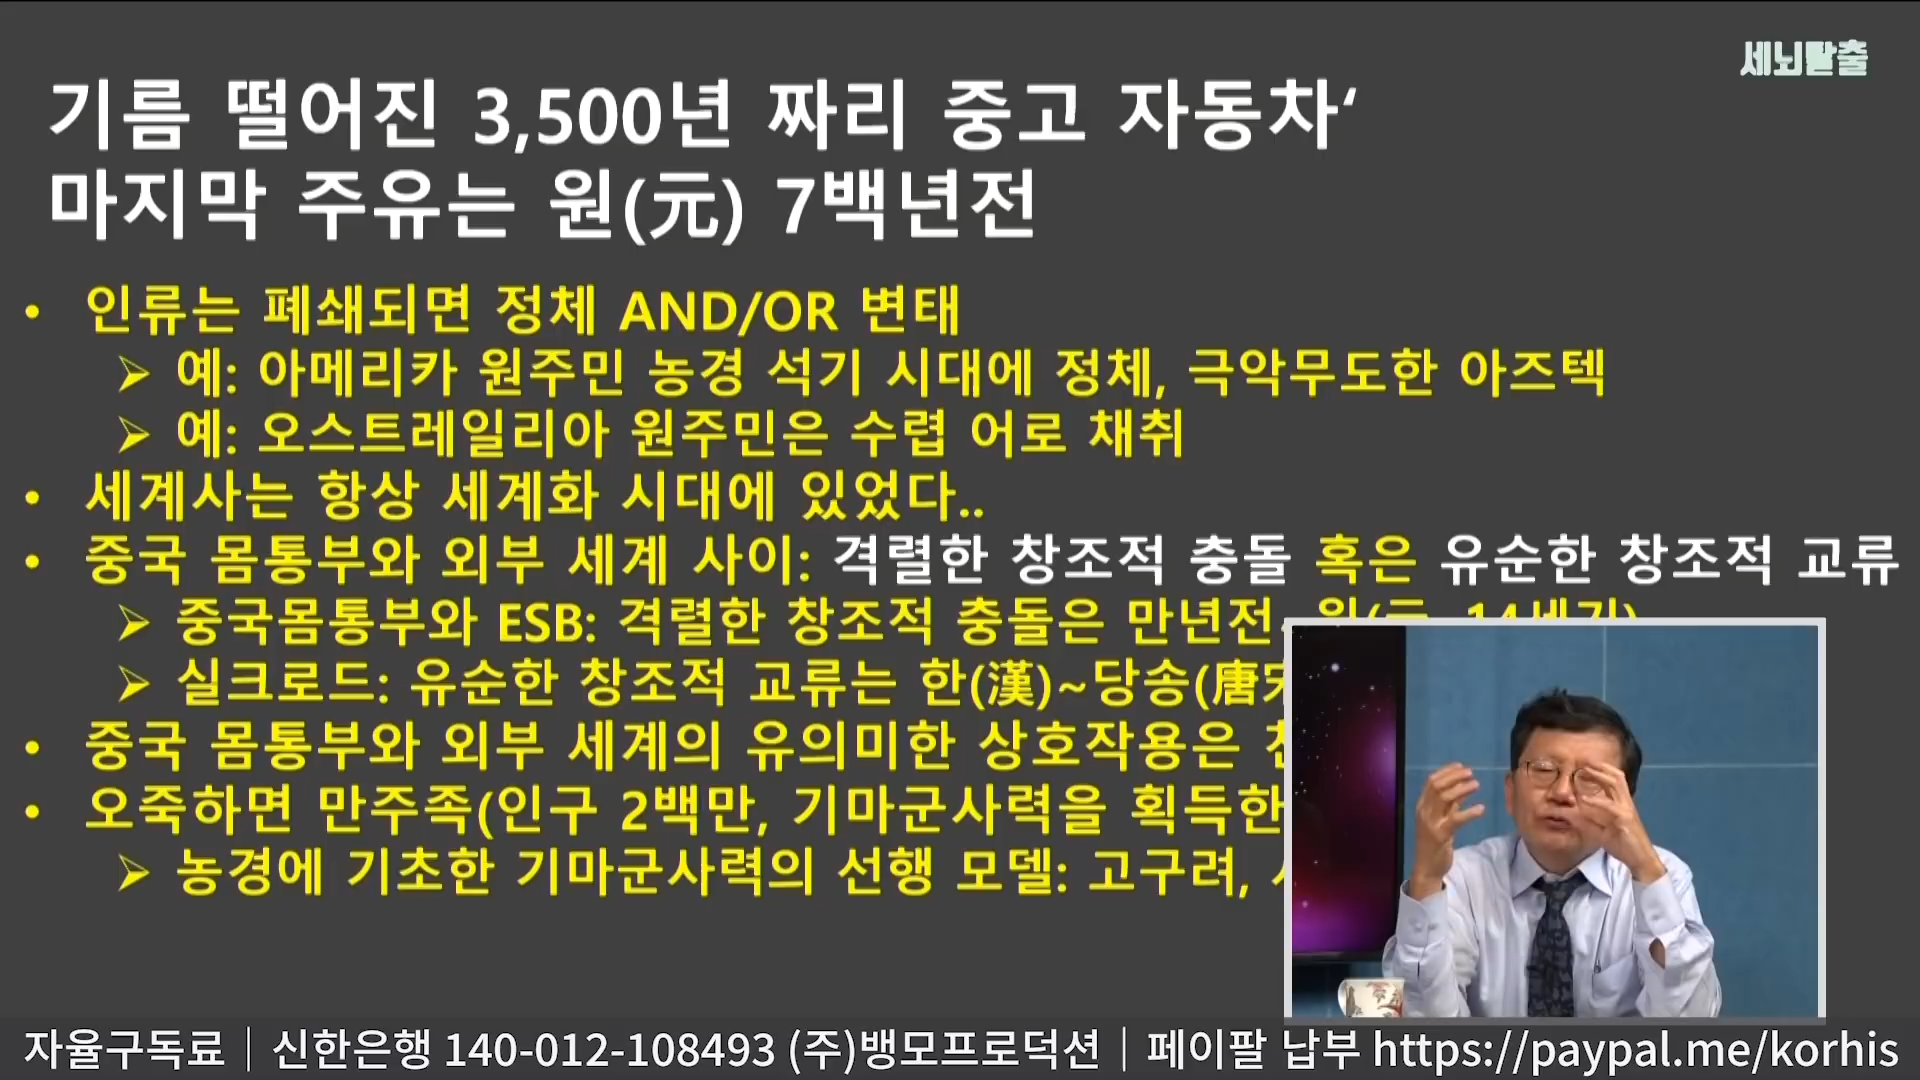 세뇌탈출
기름 떨어진 3,500년 짜리 중고 자동차‘
마지막 주유는 원(元) 7백년전
• 인류는 폐쇄되면 정체 AND/OR 변태
➢ 예: 아메리카 원주민 농경 석기 시대에 정체, 극악무도한 아즈텍
➢ 예: 오스트레일리아 원주민은 수렵 어로 채취
• 세계사는 항상 세계화 시대에 있었다..
• 중국 몸통부와 외부 세계 사이: 격렬한 창조적 충돌 혹은 유순한 창조적 교류
➢ 중국몸통부와 ESB: 격렬한 창조적 충돌은 만년전
➢ 실크로드: 유순한 창조적 교류는 한(漢)~당송(唐
• 중국 몸통부와 외부 세계의 유의미한 상호작용은
• 오죽하면 만주족(인구 2백만, 기마군사력을 획득한
➢ 농경에 기초한 기마군사력의 선행 모델: 고구려,
자율구독료｜신한은행 140-012-108493 (주)뱅모프로덕션｜페이팔 납부 https://paypal.me/korhis